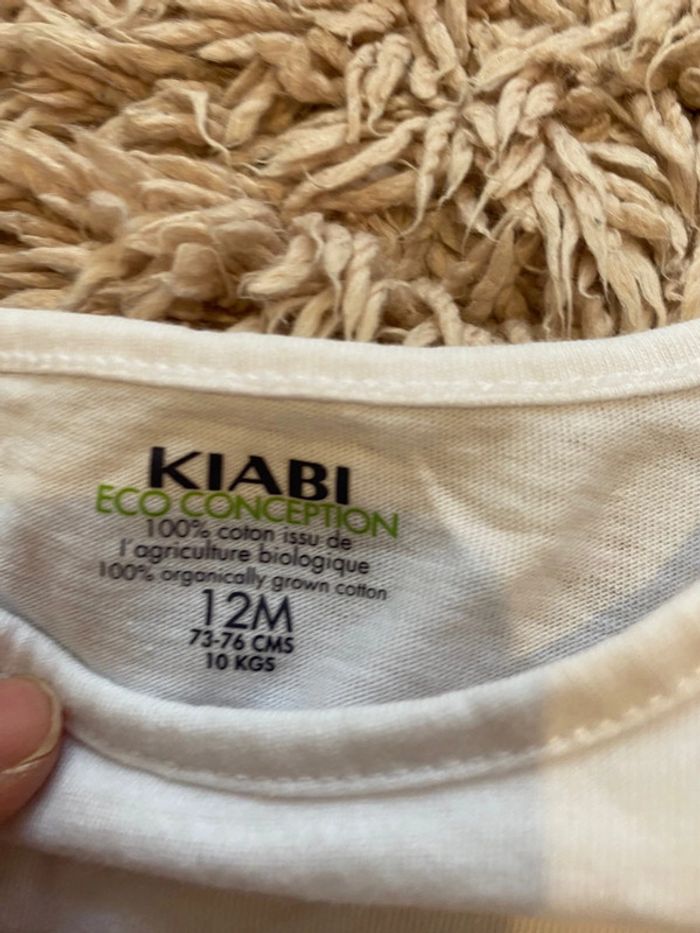 KIABI
ECO CONCEPTION
100% coton issu de
l'agriculture biologique
100% organically grown cotton
12M
73-76 CMS
10 KGS